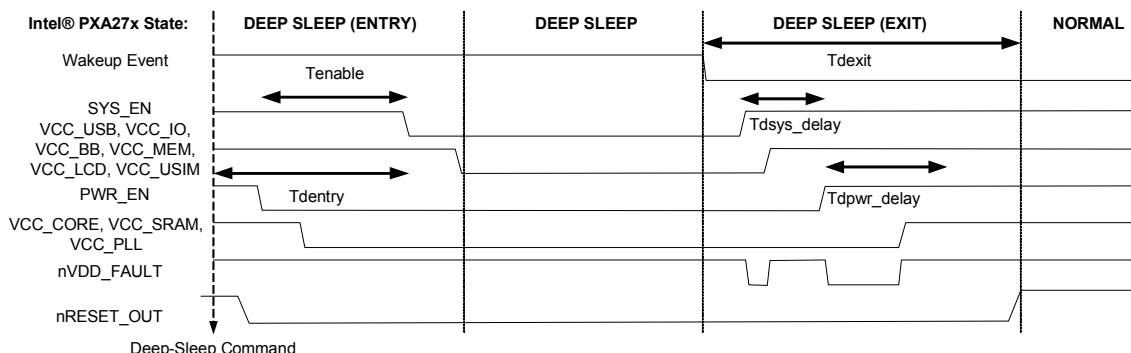 Intel® PXA27x State: DEEP SLEEP (ENTRY) DEEP SLEEP DEEP SLEEP (EXIT) NORMAL
Wakeup Event
Tdexit
Tenable
SYS_EN
VCC_USB, VCC_IO,
VCC_BB, VCC_MEM,
VCC_LCD, VCC_USIM
Tdsys_delay
PWR_EN
Tdentry
Tdpwr_delay
VCC_CORE, VCC_SRAM,
VCC_PLL
nVDD_FAULT
nRESET_OUT
Deep-Sleep Command